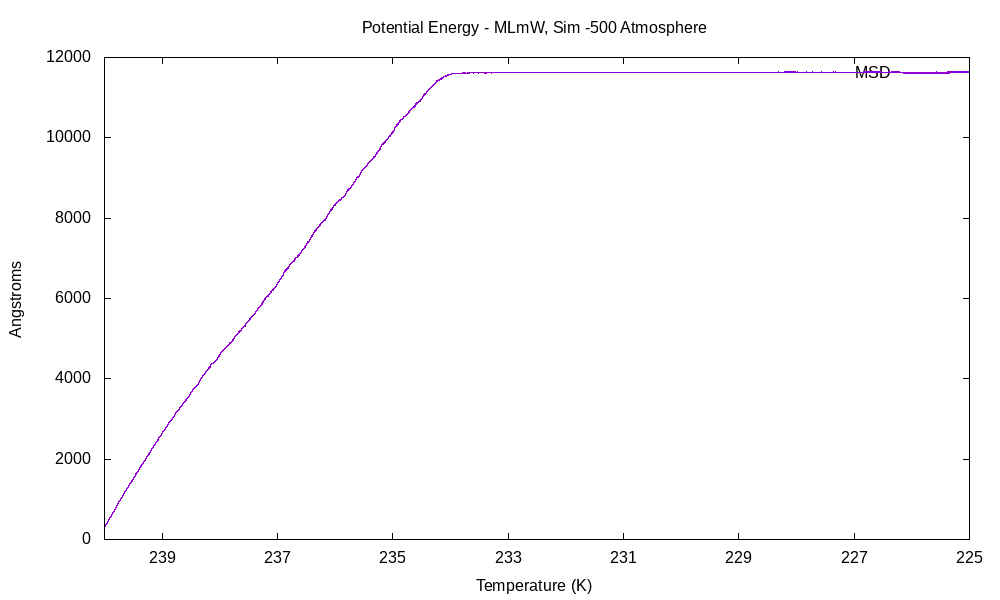 Potential Energy - MLmW, Sim -500 Atmosphere
12000
MSD
10000
8000
6000
4000
2000
0
Angstroms
239 237 235 233 231 229 227 225
Temperature (K)